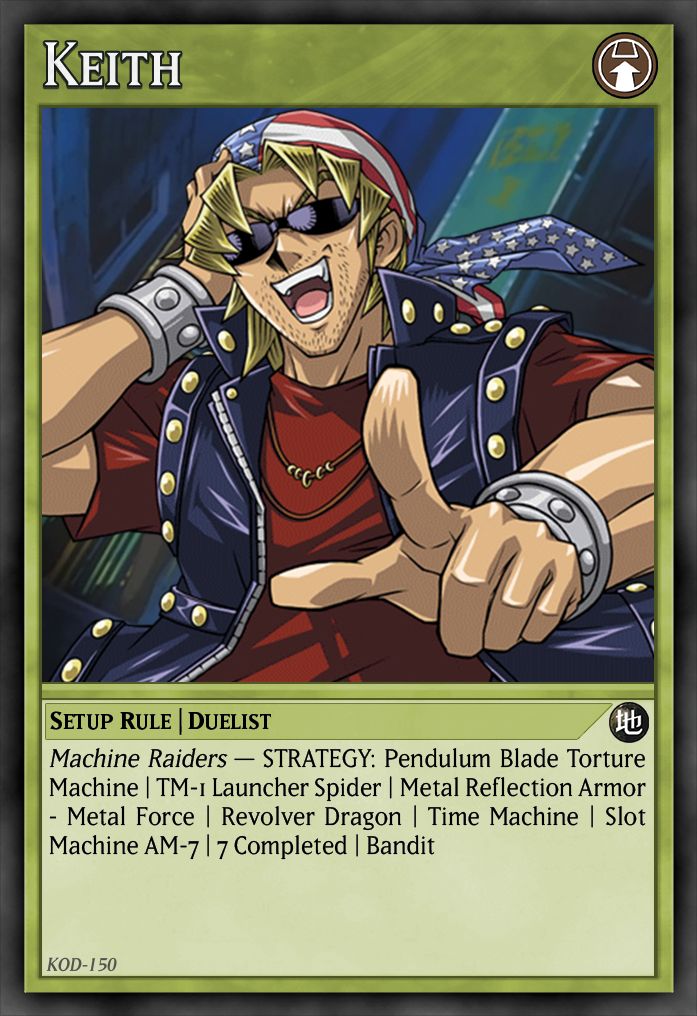 Keith
Setup Rule | Duelist
Machine Raiders — STRATEGY: Pendulum Blade Torture
Machine | TM-1 Launcher Spider | Metal Reflection Armor
- Metal Force | Revolver Dragon | Time Machine | Slot
Machine AM-7 | 7 Completed | Bandit
KOD-150